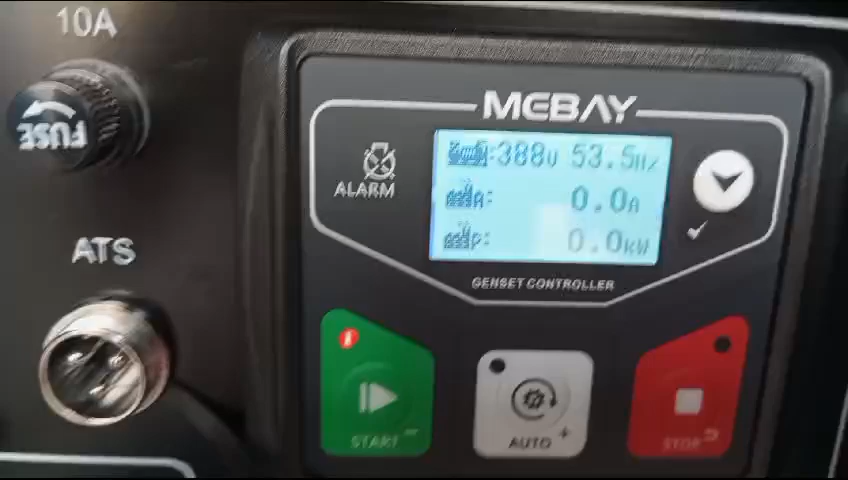 10A
FUSE
ATS
MEBAY
ALARM
:388V 53.5Hz
A: 0.0A
P: 0.0kW
GENSET CONTROLLER
START −
AUTO +
STOP